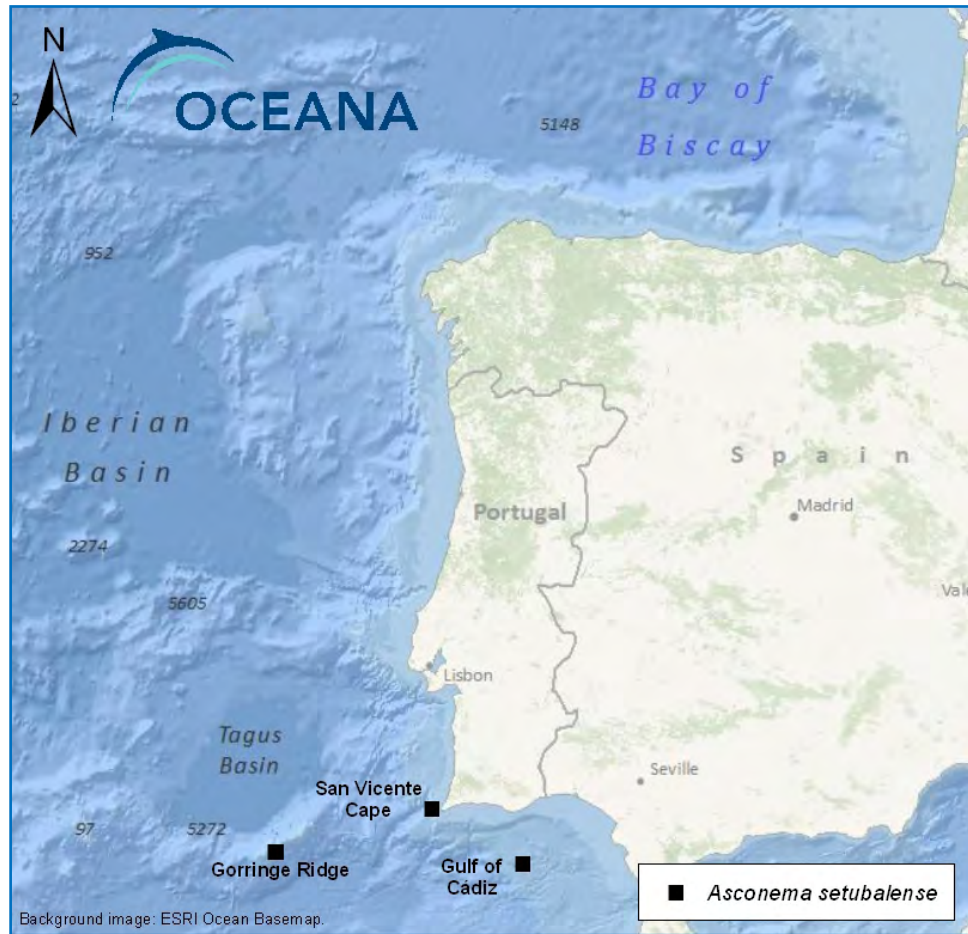 N
OCEANA
Bay of
Biscay
5148
952
Iberian
Basin
Spain
Madrid
Portugal
2274
5605
Lisbon
Tagus
Basin
Seville
San Vicente
Cape
97
5272
Gorringe Ridge
Gulf of
Cádiz
Asconema setubalense
Background image: ESRI Ocean Basemap.